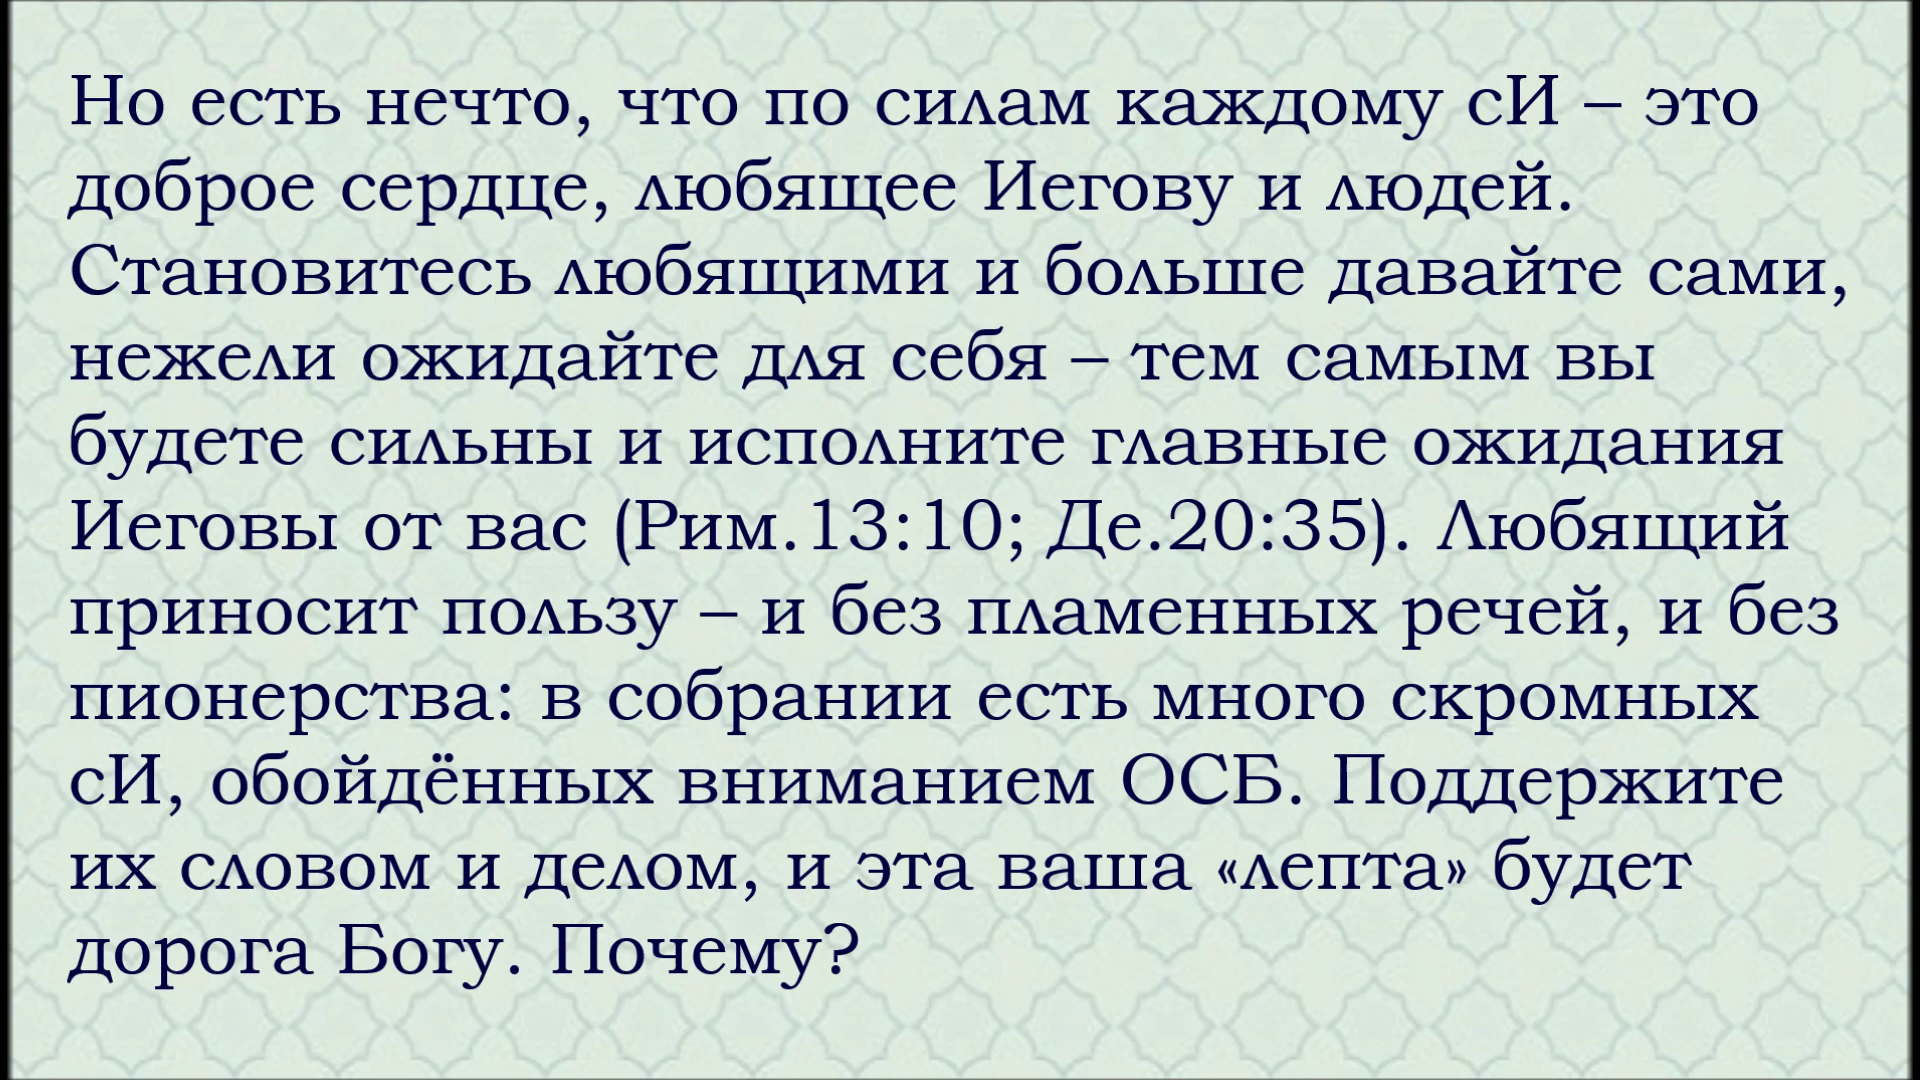 Но есть нечто, что по силам каждому сИ – это
доброе сердце, любящее Иегову и людей.
Становитесь любящими и больше давайте сами,
нежели ожидайте для себя – тем самым вы
будете сильны и исполните главные ожидания
Иеговы от вас (Рим.13:10; Де.20:35). Любящий
приносит пользу – и без пламенных речей, и без
пионерства: в собрании есть много скромных
сИ, обойдённых вниманием ОСБ. Поддержите
их словом и делом, и эта ваша «лепта» будет
дорога Богу. Почему?